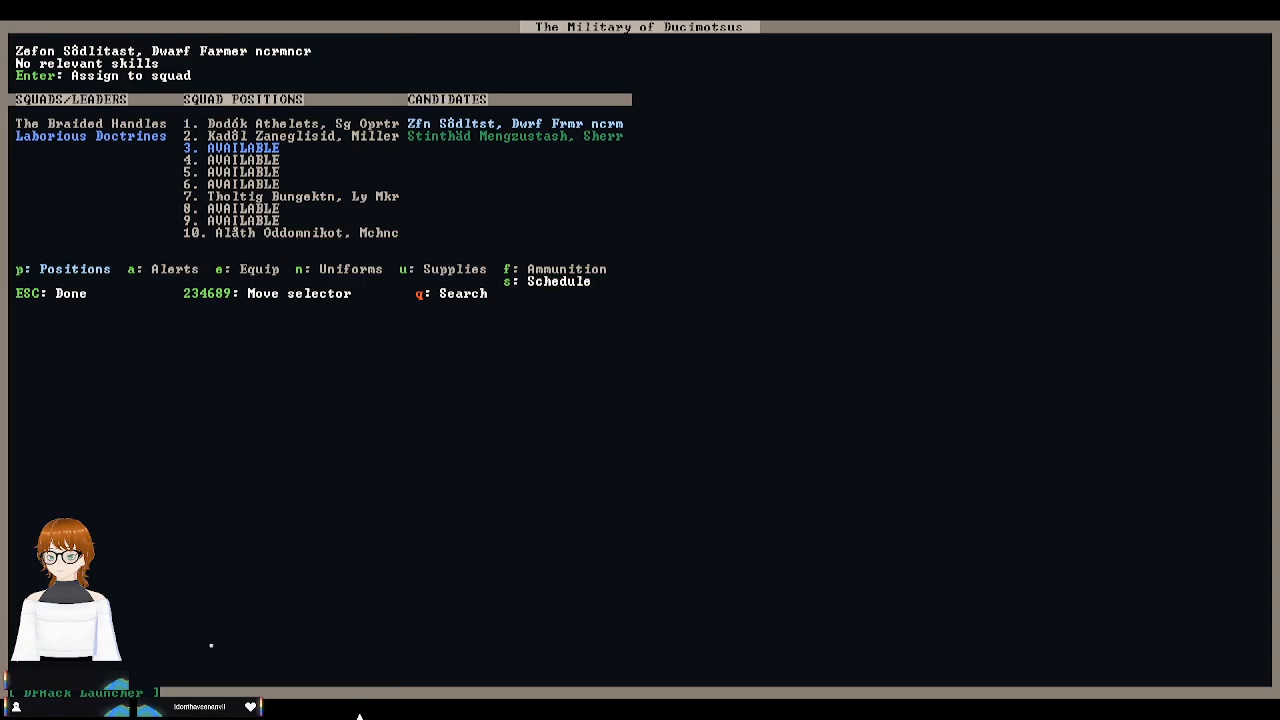 The Military of Ducimotsus
Zefon Sôdlitast, Dwarf Farmer ncrmncr
No relevant skills
Enter: Assign to squad
SQUADS/LEADERS SQUAD POSITIONS CANDIDATES
The Braided Handles 1. Dodók Athelets, Sg Oprtr Zfn Sôdltst, Dwrf Frmr ncrm
Laborious Doctrines 2. Kadôl Zaneglisid, Miller Stinthäd Mengzustash, Sherr
3. AVAILABLE
4. AVAILABLE
5. AVAILABLE
6. AVAILABLE
7. Tholtig Bungektn, Ly Mkr
8. AVAILABLE
9. AVAILABLE
10. Alåth Oddomnikot, Mchnc
p: Positions a: Alerts e: Equip n: Uniforms u: Supplies f: Ammunition
s: Schedule
ESC: Done 234689: Move selector q: Search
[ DFHack Launcher ]
Idonthaveenanvil